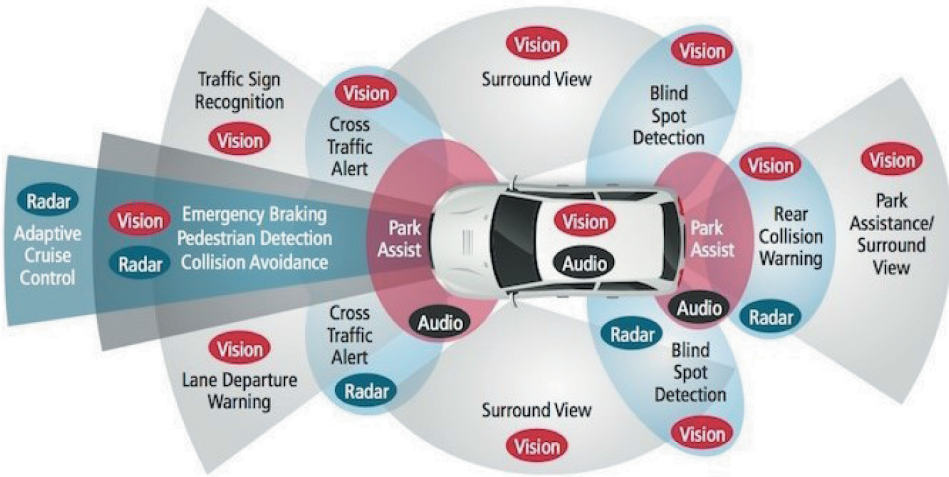 Vision
Surround View
Vision
Blind
Spot
Detection
Traffic Sign
Recognition
Vision
Vision
Cross
Traffic
Alert
Radar
Adaptive
Cruise
Control
Vision
Radar
Emergency Braking
Pedestrian Detection
Collision Avoidance
Park
Assist
Vision
Audio
Park
Assist
Vision
Rear
Collision
Warning
Radar
Vision
Park
Assistance/
Surround
View
Audio
Audio
Cross
Traffic
Alert
Radar
Vision
Lane Departure
Warning
Surround View
Vision
Radar
Blind
Spot
Detection
Vision